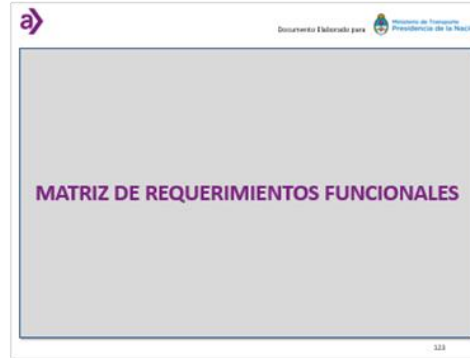 a)
Documento Elaborado para
Ministerio de Transporte
Presidencia de la Naci
MATRIZ DE REQUERIMIENTOS FUNCIONALES
123